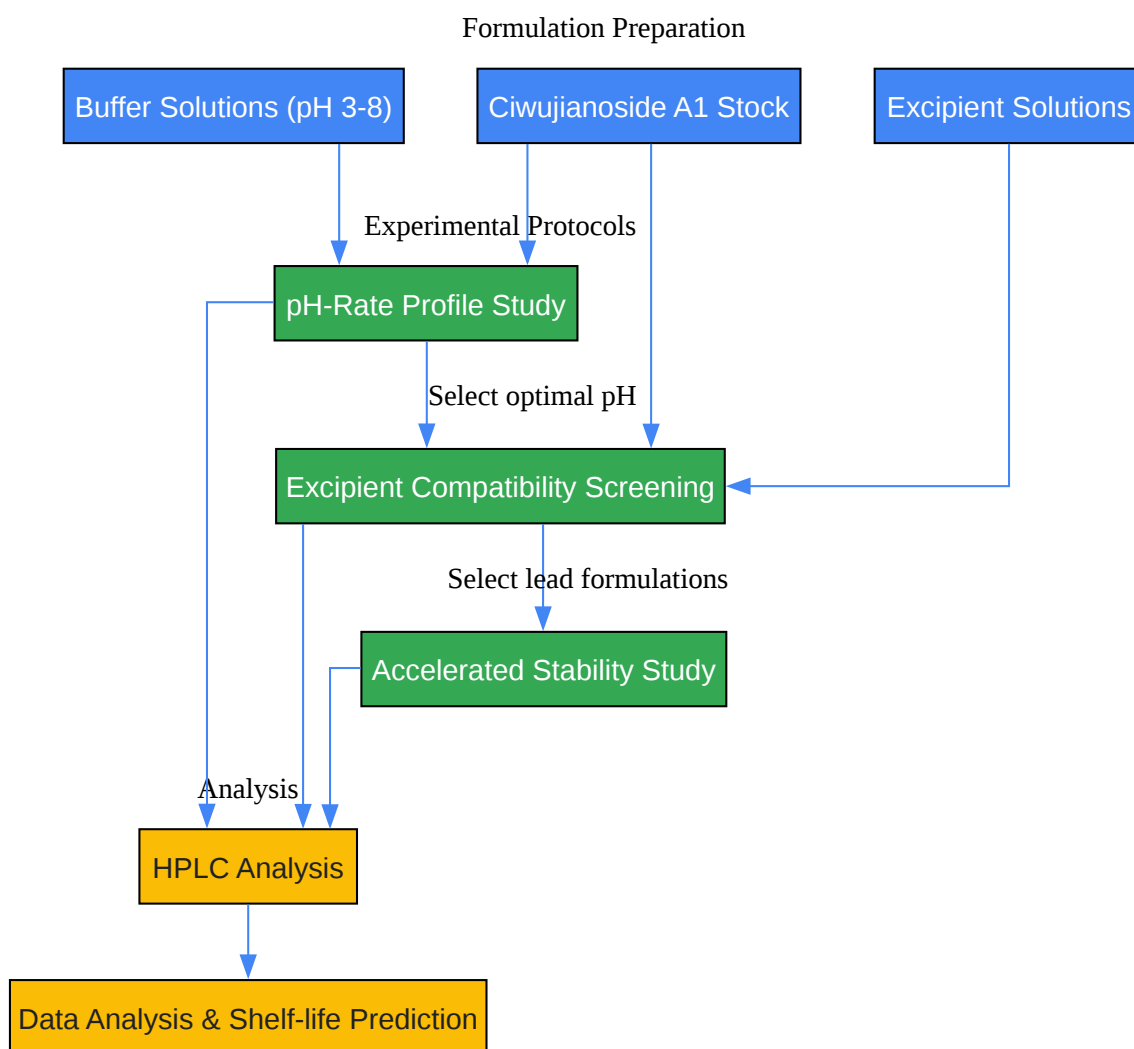 Formulation Preparation
Buffer Solutions (pH 3-8)
Ciwujianoside A1 Stock
Excipient Solutions
Experimental Protocols
pH-Rate Profile Study
Select optimal pH
Excipient Compatibility Screening
Select lead formulations
Accelerated Stability Study
Analysis
HPLC Analysis
Data Analysis & Shelf-life Prediction